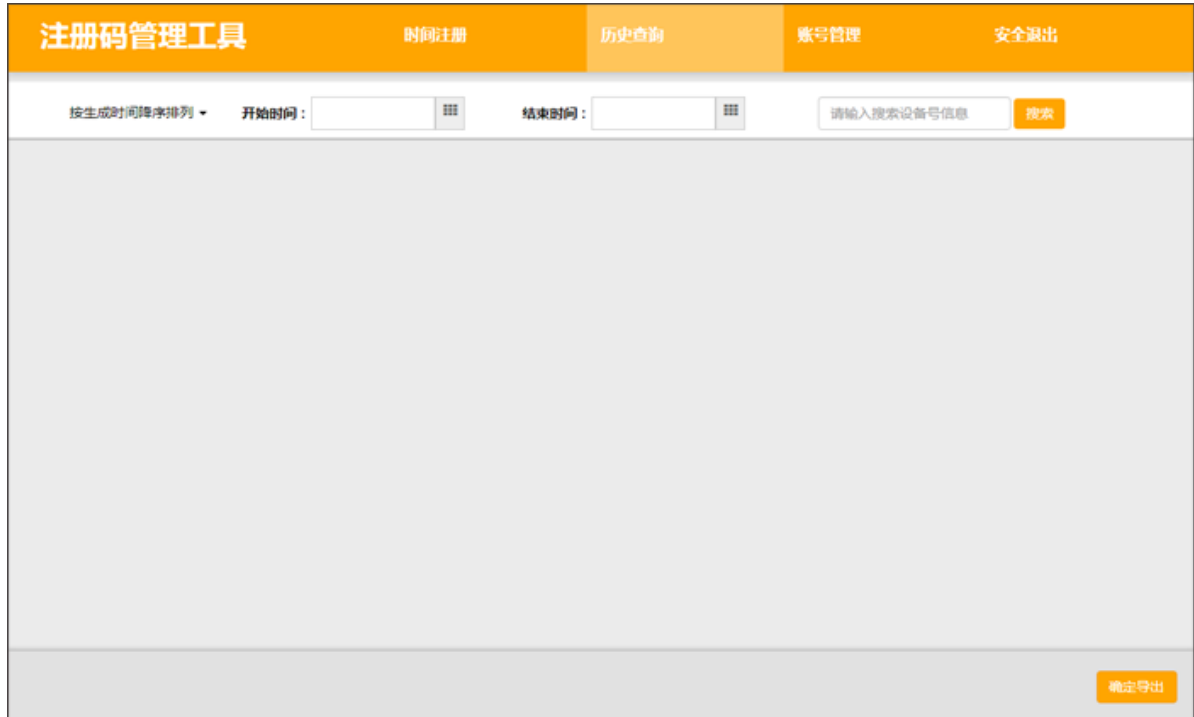 注册码管理工具 时间注册 历史查询 账号管理 安全退出
按生成时间降序排列 开始时间: 结束时间: 请输入搜索设备号信息 搜索
确定导出